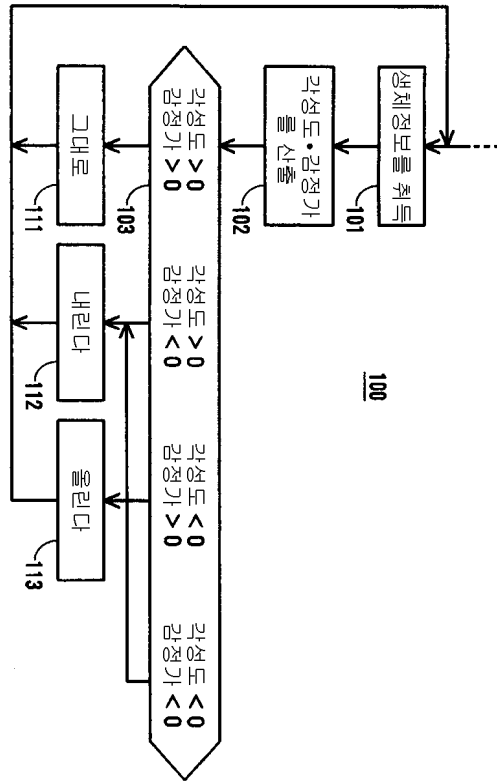 100
생체정보를 취득
101
각성도・감정가
를 산출
102
각성도 > 0
감정가 > 0
각성도 > 0
감정가 < 0
각성도 < 0
감정가 > 0
각성도 < 0
감정가 < 0
103
그대로
111
내린다
112
올린다
113